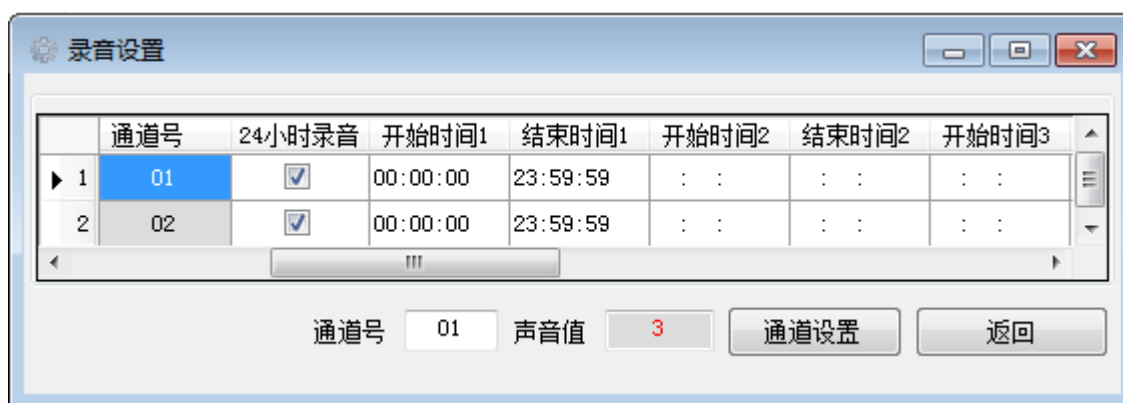 录音设置
通道号 24小时录音 开始时间1 结束时间1 开始时间2 结束时间2 开始时间3
1 01 00:00:00 23:59:59 : : : : : :
2 02 00:00:00 23:59:59 : : : : : :
通道号 01 声音值 3 通道设置 返回